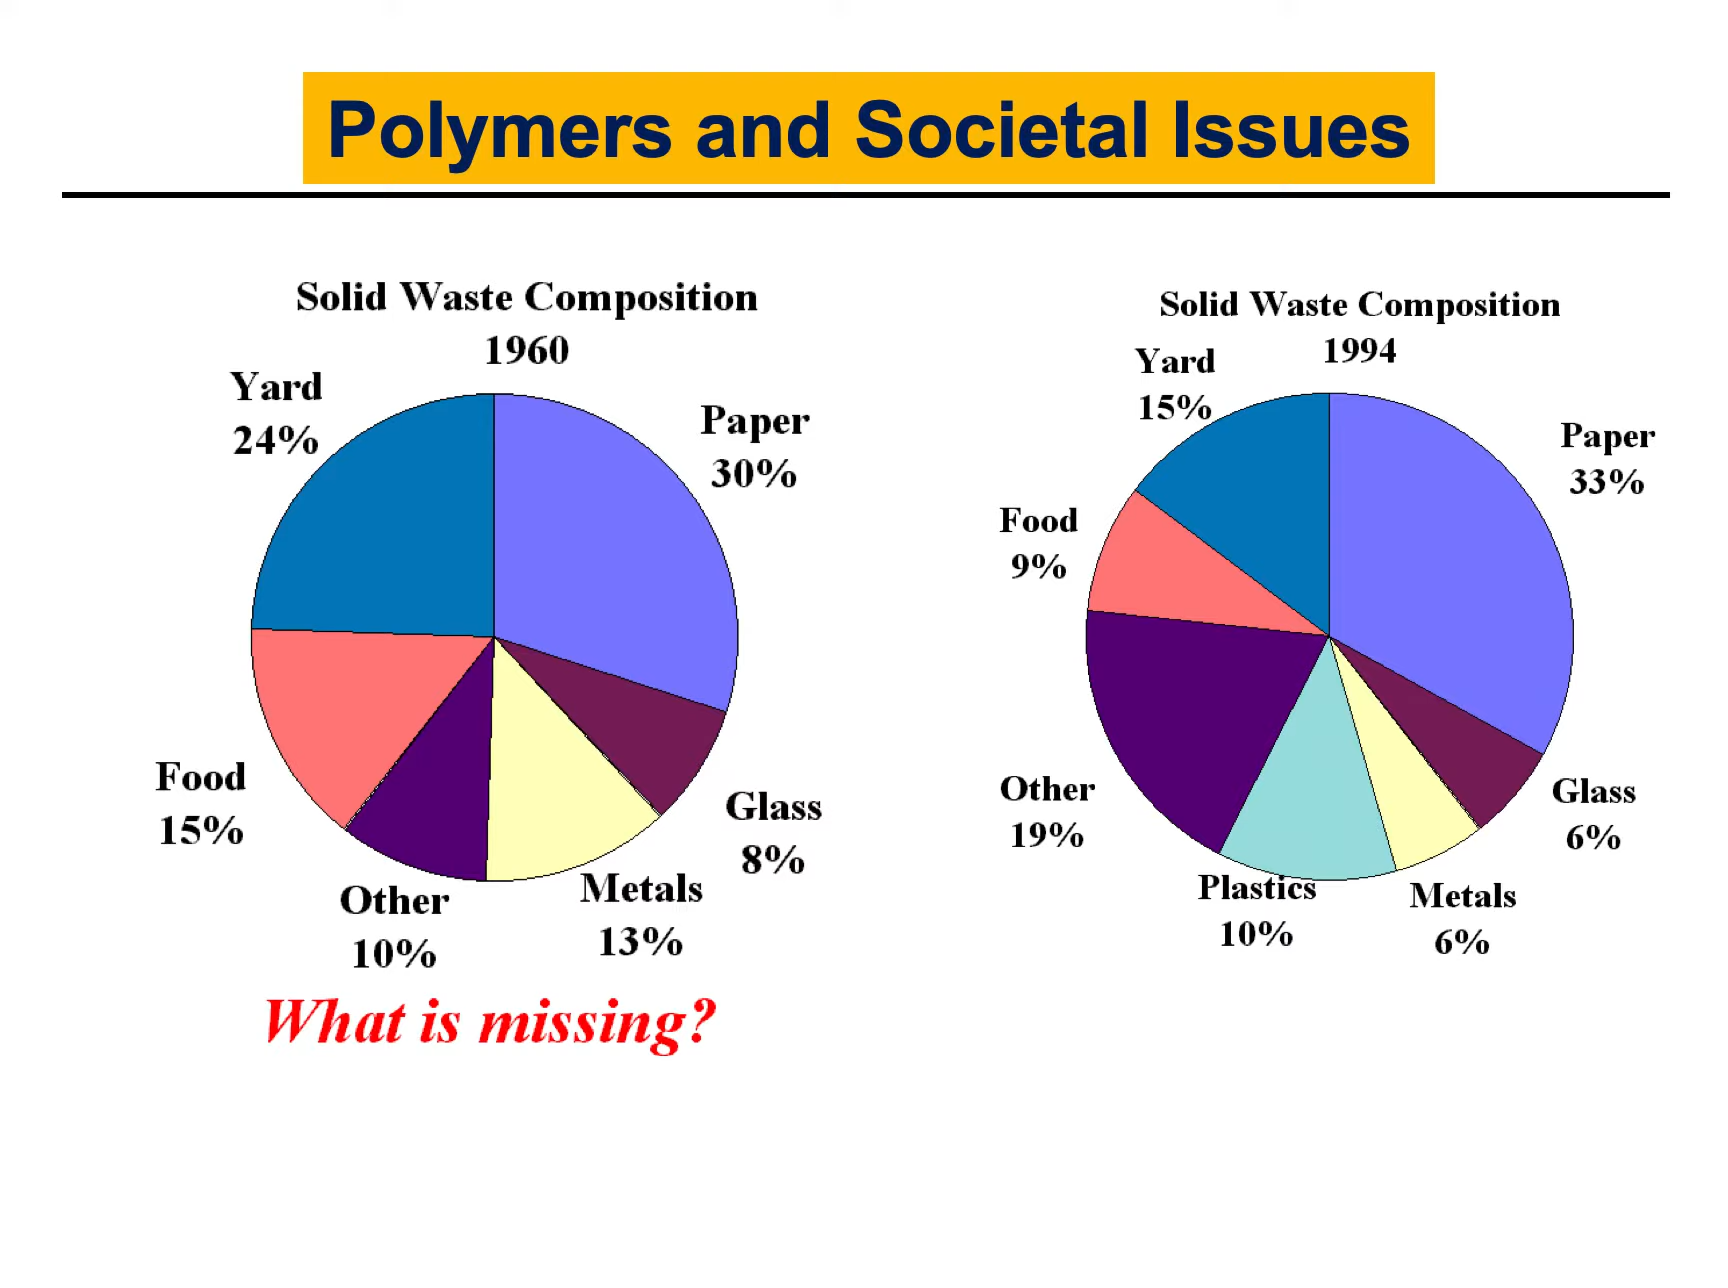 Polymers and Societal Issues
Solid Waste Composition
1960
Yard
24%
Paper
30%
Food
15%
Glass
8%
Other
10%
Metals
13%
What is missing?
Solid Waste Composition
1994
Yard
15%
Paper
33%
Food
9%
Other
19%
Glass
6%
Plastics
10%
Metals
6%